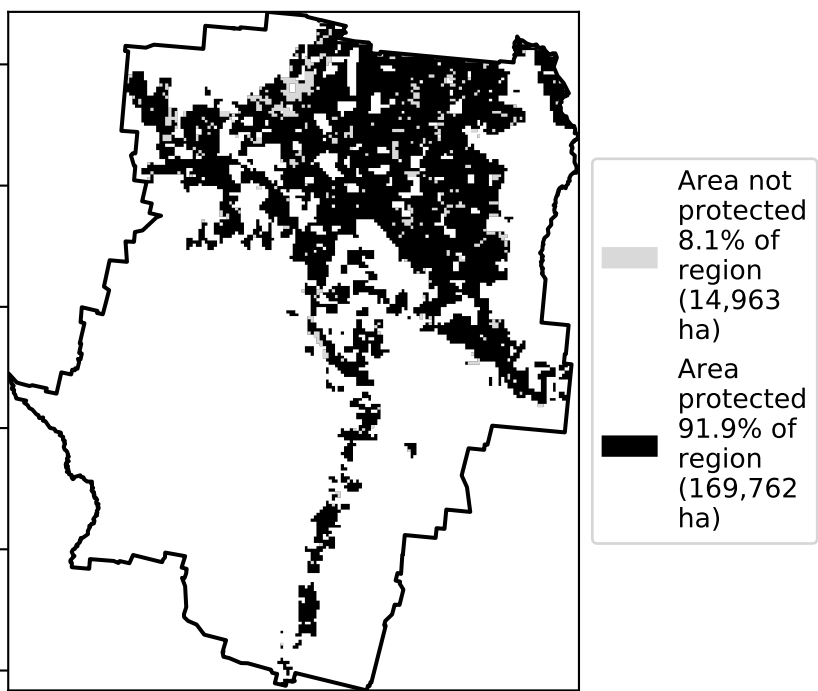 Area not
protected
8.1% of
region
(14,963
ha)
Area
protected
91.9% of
region
(169,762
ha)